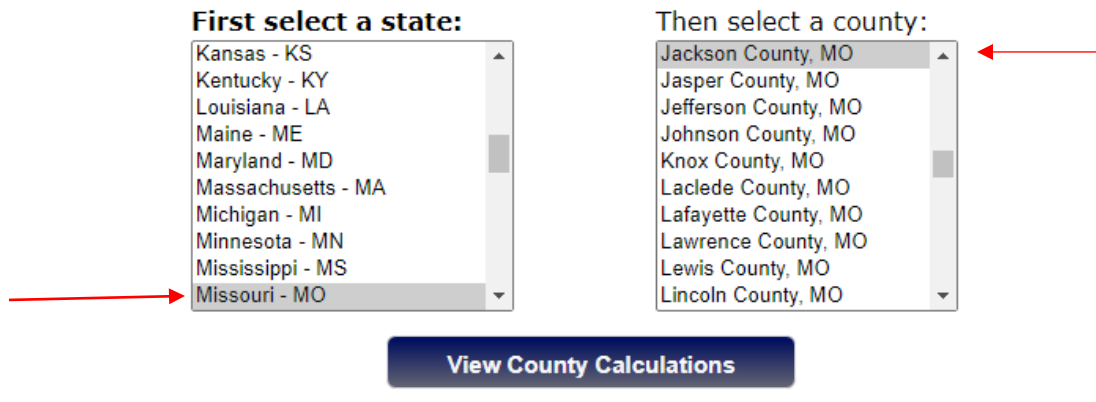 First select a state:
Kansas - KS
Kentucky - KY
Louisiana - LA
Maine - ME
Maryland - MD
Massachusetts - MA
Michigan - MI
Minnesota - MN
Mississippi - MS
Missouri - MO
Then select a county:
Jackson County, MO
Jasper County, MO
Jefferson County, MO
Johnson County, MO
Knox County, MO
Laclede County, MO
Lafayette County, MO
Lawrence County, MO
Lewis County, MO
Lincoln County, MO
View County Calculations